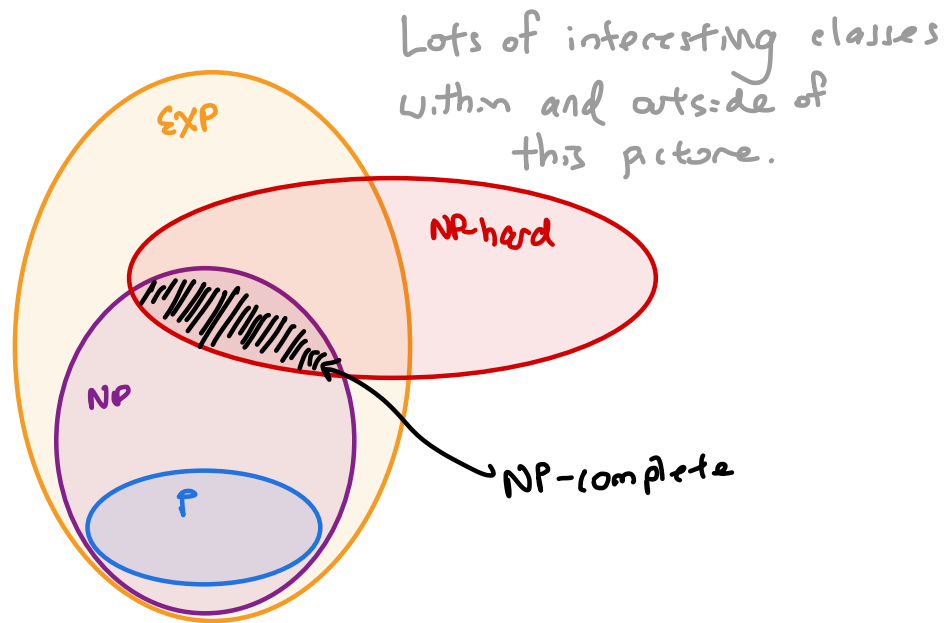 Lots of interesting classes
within and outside of
this picture.
EXP
NP-hard
NP
P
NP-complete